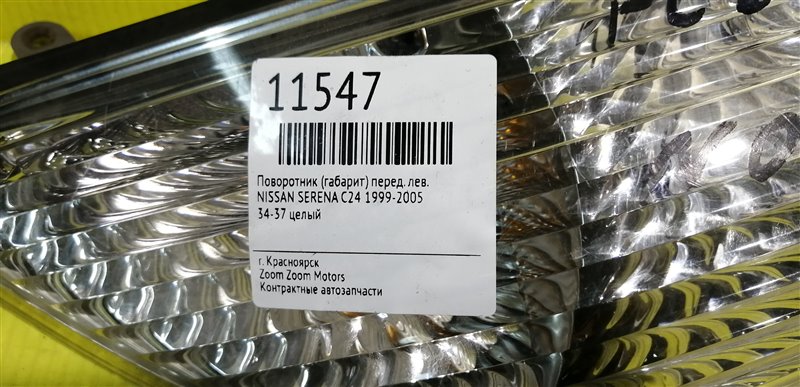 11547
Поворотник (габарит) перед. лев.
NISSAN SERENA C24 1999-2005
34-37 целый
г. Красноярск
Zoom Zoom Motors
Контрактные автозапчасти